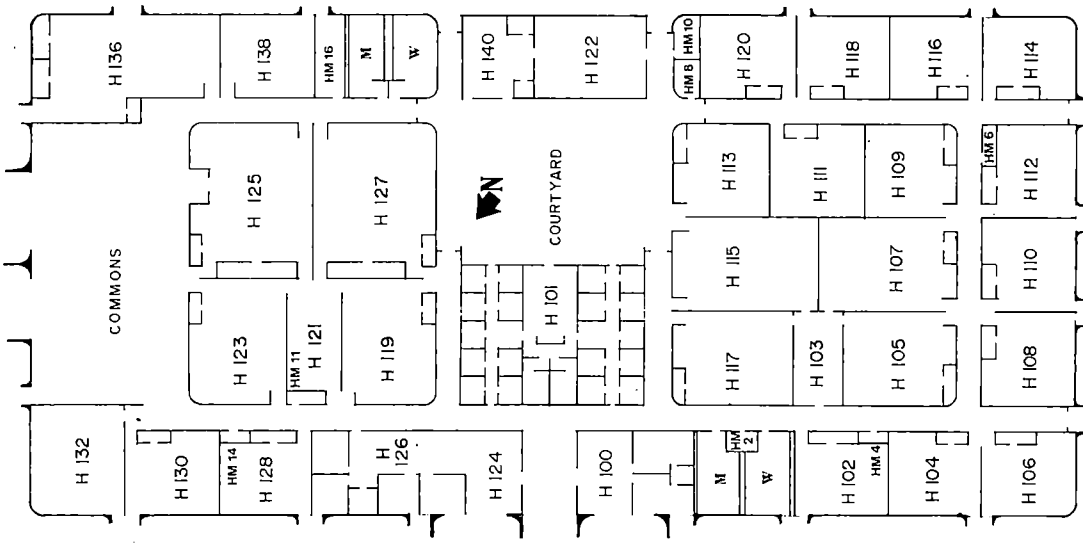 H 136
H 138
HM 16
M
W
H 140
H 122
HM 8
HM 10
H 120
H 118
H 116
H 114
COMMONS
H 125
H 127
N
COURTYARD
H 113
H 111
H 109
HM 6
H 112
H 115
H 107
H 110
H 123
HM 11
H 121
H 119
H 101
H 117
H 103
H 105
H 108
H 132
H 130
HM 14
H 128
H 126
H 124
H 100
M
HM 2
W
H 102
HM 4
H 104
H 106